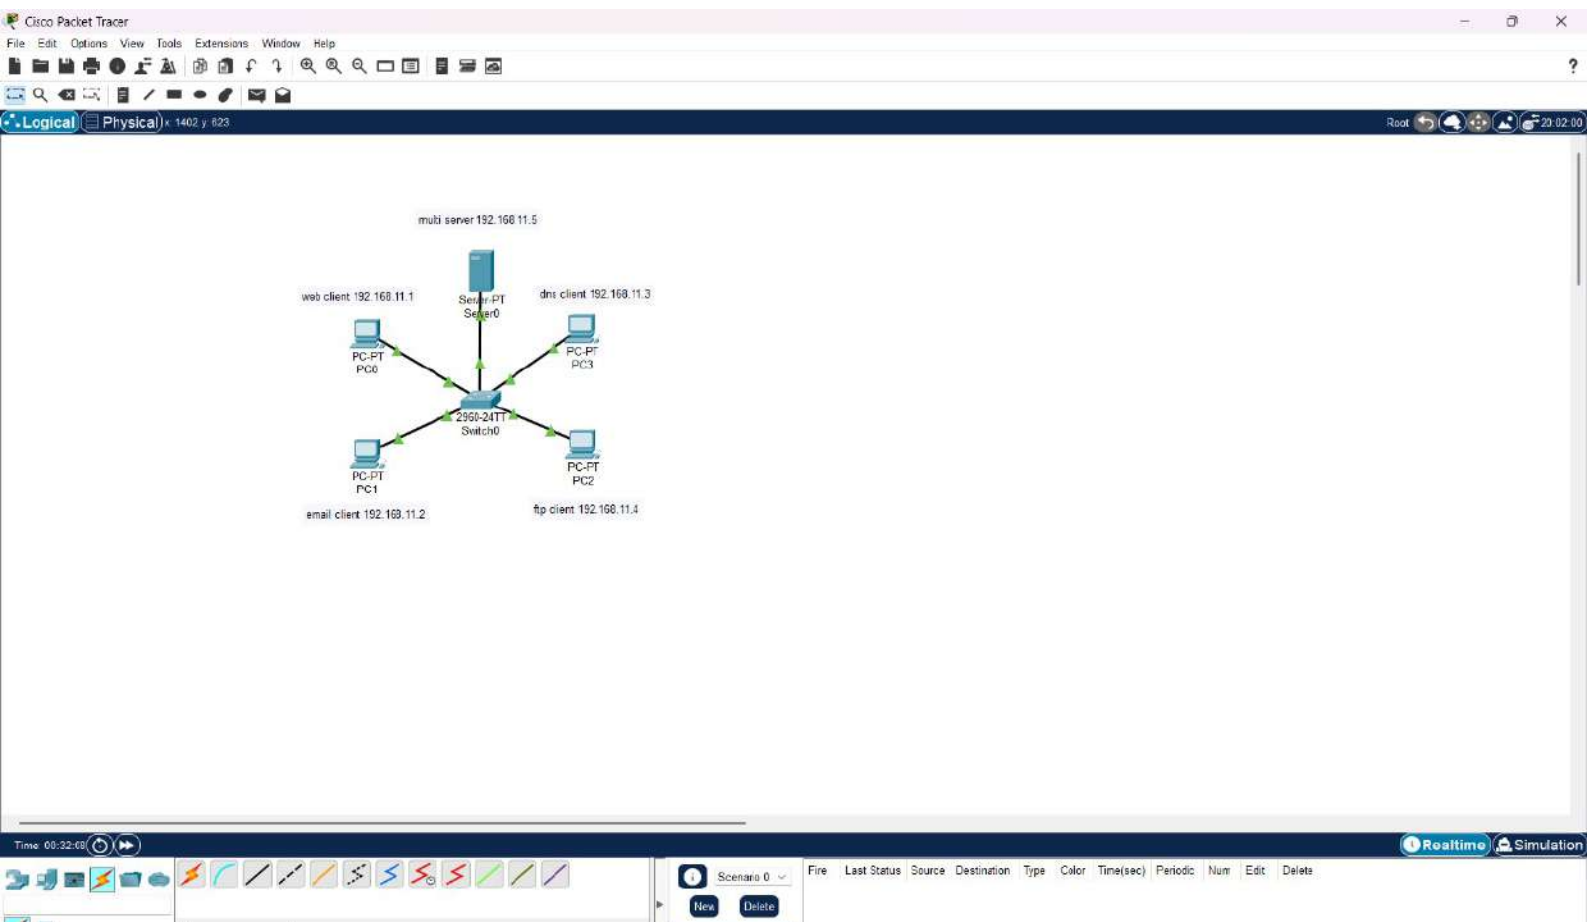 Cisco Packet Tracer
File Edit Options View Tools Extensions Window Help
?
Logical Physical x: 1402 y: 623 Root 20:02:00
multi server 192.168.11.5
web client 192.168.11.1
dns client 192.168.11.3
Server-PT
Server0
PC-PT
PC0
PC-PT
PC3
2960-24TT
Switch0
PC-PT
PC1
PC-PT
PC2
email client 192.168.11.2
ftp client 192.168.11.4
Realtime Simulation
Fire Last Status Source Destination Type Color Time(sec) Periodic Num Edit Delete
Scenario 0
New Delete